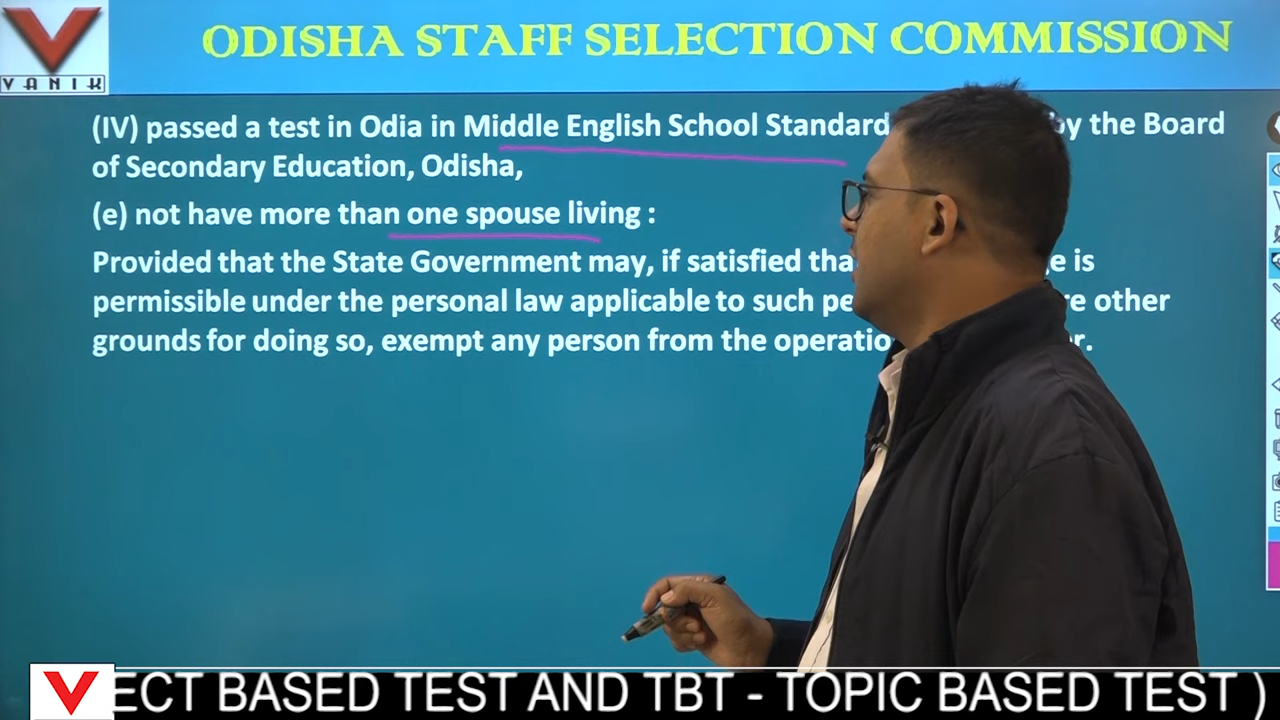 VANIK
ODISHA STAFF SELECTION COMMISSION
(IV) passed a test in Odia in Middle English School Standard by the Board
of Secondary Education, Odisha,
(e) not have more than one spouse living :
Provided that the State Government may, if satisfied is
permissible under the personal law applicable to such other
grounds for doing so, exempt any person from the
ECT BASED TEST AND TBT - TOPIC BASED TEST )